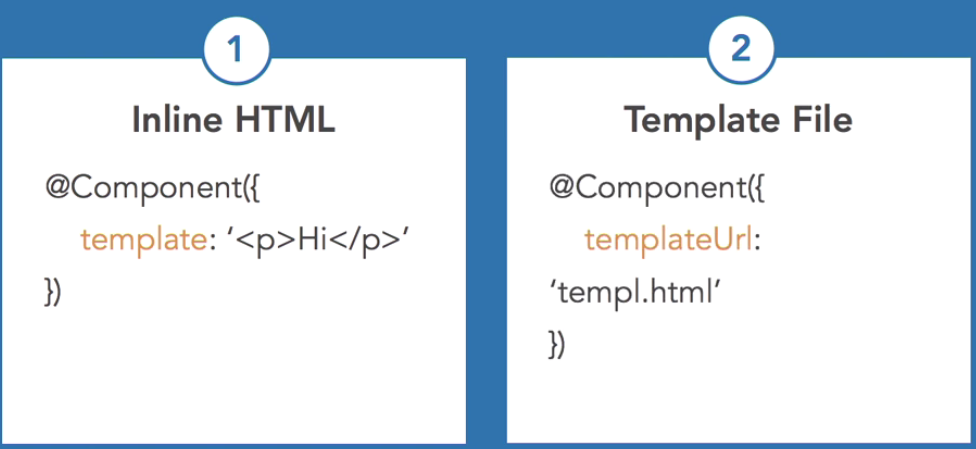 1
Inline HTML
@Component({
template: ‘<p>Hi</p>’
})
2
Template File
@Component({
templateUrl:
‘templ.html’
})